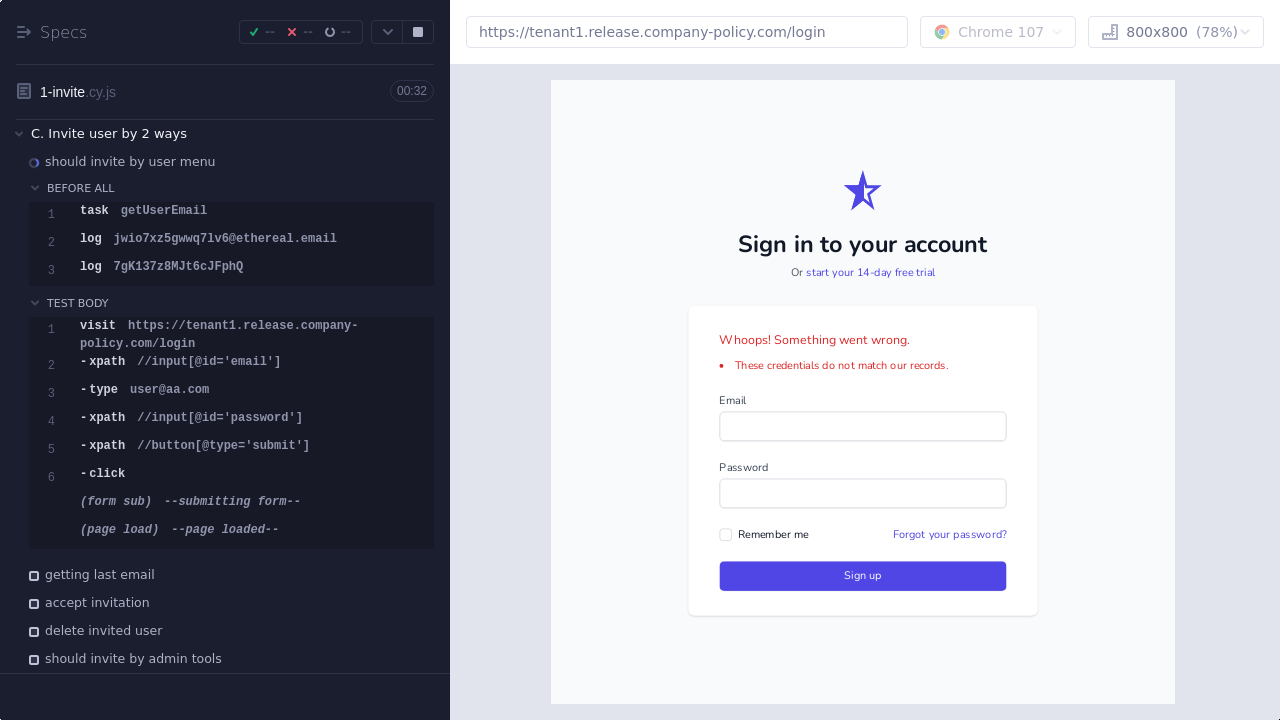 Specs
--
--
--
1-invite.cy.js
00:32
C. Invite user by 2 ways
should invite by user menu
BEFORE ALL
1 task getUserEmail
2 log jwio7xz5gwwq7lv6@ethereal.email
3 log 7gK137z8MJt6cJFphQ
TEST BODY
1 visit https://tenant1.release.company-
policy.com/login
2 -xpath //input[@id='email']
3 -type user@aa.com
4 -xpath //input[@id='password']
5 -xpath //button[@type='submit']
6 -click
(form sub) --submitting form--
(page load) --page loaded--
getting last email
accept invitation
delete invited user
should invite by admin tools
https://tenant1.release.company-policy.com/login
Chrome 107
800x800 (78%)
Sign in to your account
Or start your 14-day free trial
Whoops! Something went wrong.
• These credentials do not match our records.
Email
Password
Remember me
Forgot your password?
Sign up